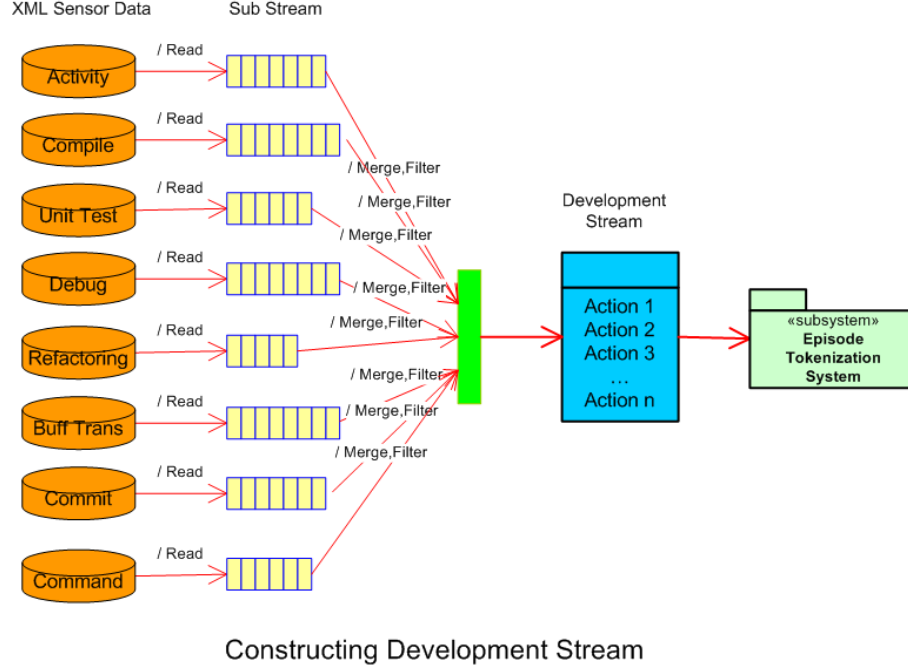 XML Sensor Data
Sub Stream
/ Read
Activity
/ Read
Compile
/ Merge,Filter
/ Read
Unit Test
/ Merge,Filter
/ Merge,Filter
Development
Stream
/ Read
Debug
/ Merge,Filter
/ Read
Refactoring
/ Merge,Filter
Action 1
Action 2
Action 3
...
Action n
«subsystem»
Episode
Tokenization
System
/ Read
Buff Trans
/ Merge,Filter
/ Merge,Filter
/ Read
Commit
/ Merge,Filter
/ Read
Command
Constructing Development Stream